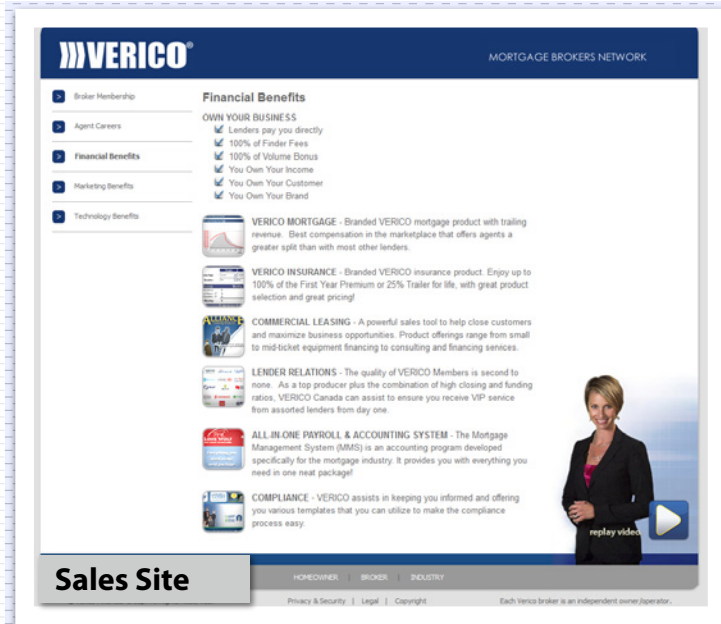 VERICO®
MORTGAGE BROKERS NETWORK
Broker Membership
Agent Careers
Financial Benefits
Marketing Benefits
Technology Benefits
Financial Benefits
OWN YOUR BUSINESS
Lenders pay you directly
100% of Finder Fees
100% of Volume Bonus
You Own Your Income
You Own Your Customer
You Own Your Brand
VERICO MORTGAGE - Branded VERICO mortgage product with trailing
revenue. Best compensation in the marketplace that offers agents a
greater split than with most other lenders.
VERICO INSURANCE - Branded VERICO insurance product. Enjoy up to
100% of the First Year Premium or 25% Trailer for life, with great product
selection and great pricing!
ALLIANCE
COMMERCIAL LEASING - A powerful sales tool to help close customers
and maximize business opportunities. Product offerings range from small
to mid-ticket equipment financing to consulting and financing services.
LENDER RELATIONS - The quality of VERICO Members is second to
none. As a top producer plus the combination of high closing and funding
ratios, VERICO Canada can assist to ensure you receive VIP service
from assorted lenders from day one.
ALL-IN-ONE PAYROLL & ACCOUNTING SYSTEM - The Mortgage
Management System (MMS) is an accounting program developed
specifically for the mortgage industry. It provides you with everything you
need in one neat package!
COMPLIANCE - VERICO assists in keeping you informed and offering
you various templates that you can utilize to make the compliance
process easy.
replay video
Sales Site
HOMEOWNER | BROKER | INDUSTRY
Privacy & Security | Legal | Copyright
Each Verico broker is an independent owner/operator.